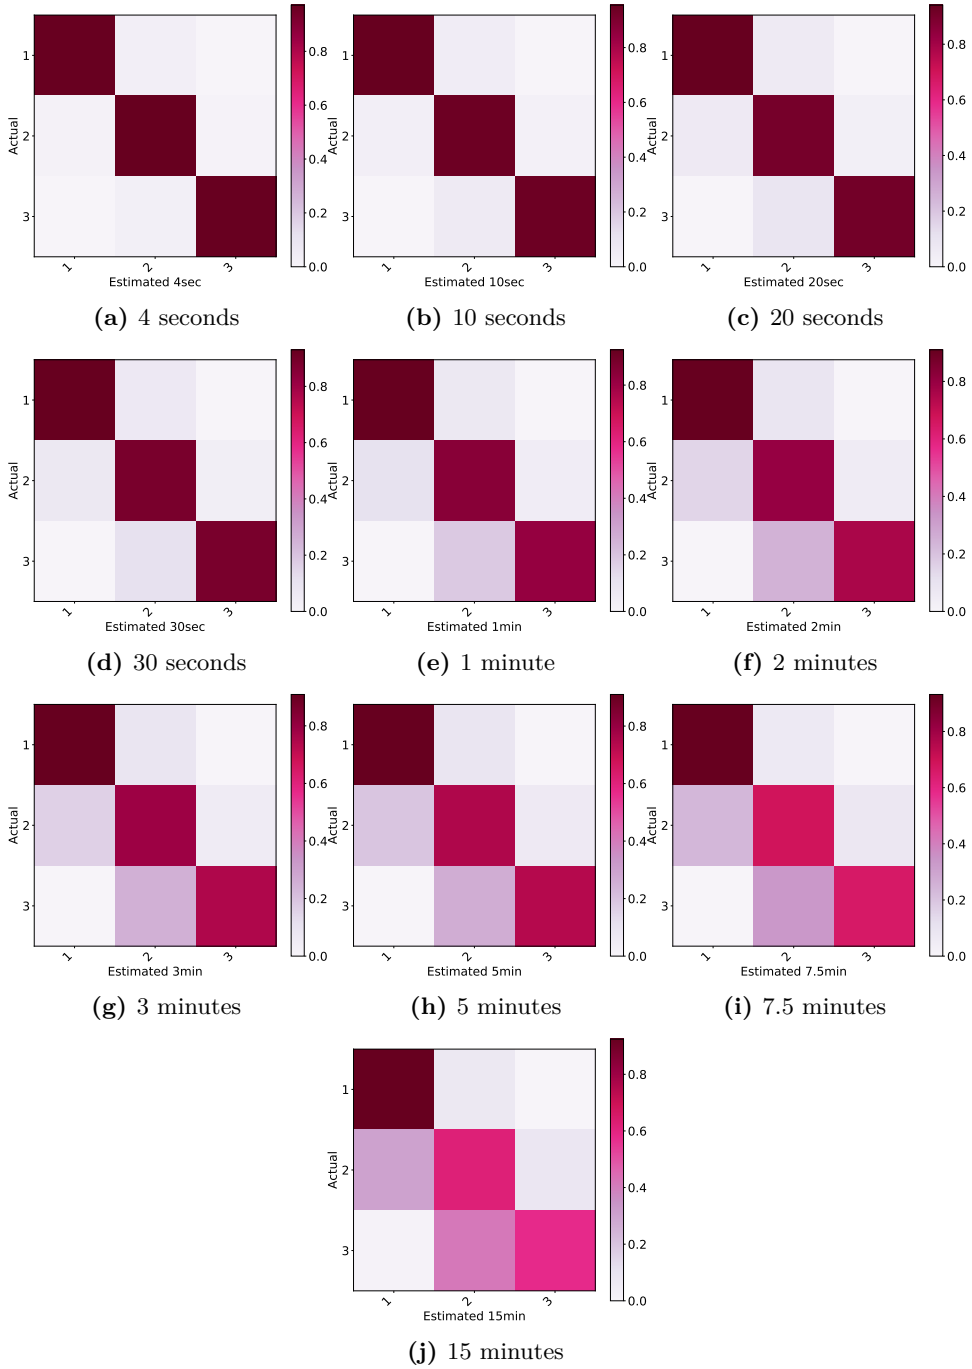 1
2
3
Actual
1 2 3
Estimated 4sec
0.8
0.6
0.4
0.2
0.0
(a) 4 seconds
1
2
3
Actual
1 2 3
Estimated 10sec
0.8
0.6
0.4
0.2
0.0
(b) 10 seconds
1
2
3
Actual
1 2 3
Estimated 20sec
0.8
0.6
0.4
0.2
0.0
(c) 20 seconds
1
2
3
Actual
1 2 3
Estimated 30sec
0.8
0.6
0.4
0.2
0.0
(d) 30 seconds
1
2
3
Actual
1 2 3
Estimated 1min
0.8
0.6
0.4
0.2
0.0
(e) 1 minute
1
2
3
Actual
1 2 3
Estimated 2min
0.8
0.6
0.4
0.2
0.0
(f) 2 minutes
1
2
3
Actual
1 2 3
Estimated 3min
0.8
0.6
0.4
0.2
0.0
(g) 3 minutes
1
2
3
Actual
1 2 3
Estimated 5min
0.8
0.6
0.4
0.2
0.0
(h) 5 minutes
1
2
3
Actual
1 2 3
Estimated 7.5min
0.8
0.6
0.4
0.2
0.0
(i) 7.5 minutes
1
2
3
Actual
1 2 3
Estimated 15min
0.8
0.6
0.4
0.2
0.0
(j) 15 minutes